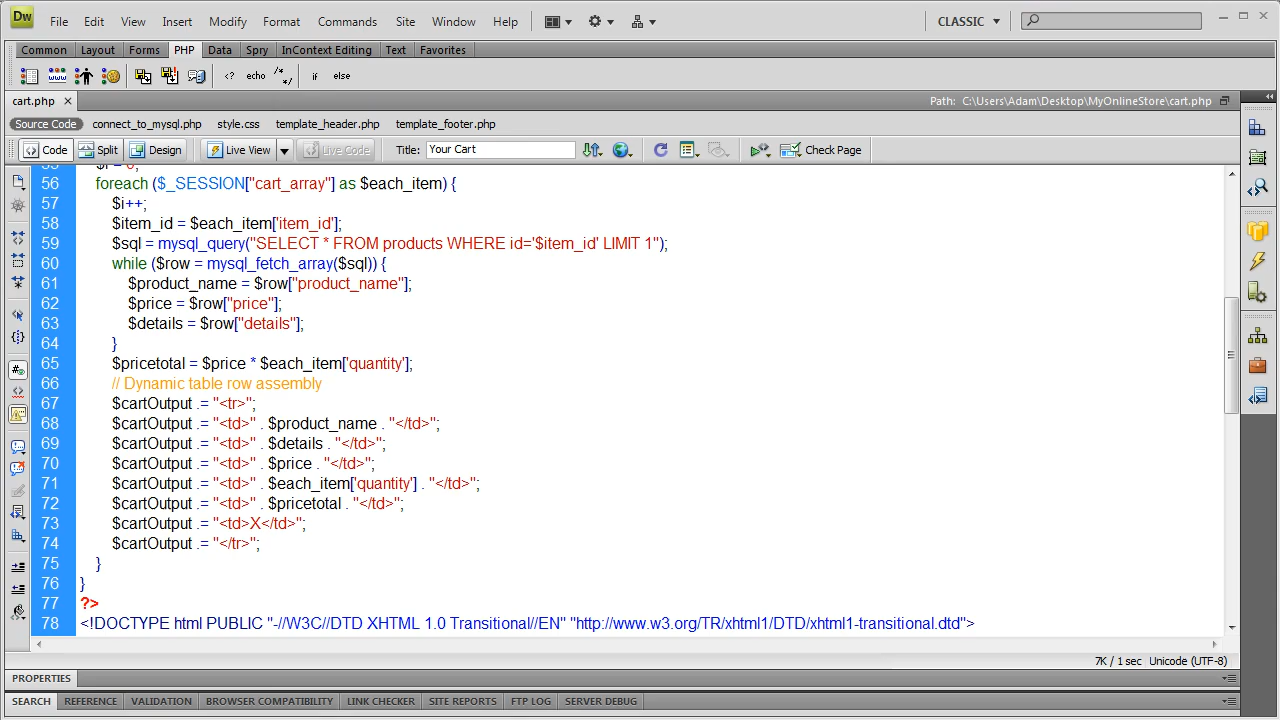 Dw File Edit View Insert Modify Format Commands Site Window Help CLASSIC
Common Layout Forms PHP Data Spry InContext Editing Text Favorites
<? echo /* */ if else
cart.php × Path: C:\Users\Adam\Desktop\MyOnlineStore\cart.php
Source Code connect_to_mysql.php style.css template_header.php template_footer.php
Code Split Design Live View Live Code Title: Your Cart Check Page
55 $i = 0;
56 foreach ($_SESSION["cart_array"] as $each_item) {
57 $i++;
58 $item_id = $each_item['item_id'];
59 $sql = mysql_query("SELECT * FROM products WHERE id='$item_id' LIMIT 1");
60 while ($row = mysql_fetch_array($sql)) {
61 $product_name = $row["product_name"];
62 $price = $row["price"];
63 $details = $row["details"];
64 }
65 $pricetotal = $price * $each_item['quantity'];
66 // Dynamic table row assembly
67 $cartOutput .= "<tr>";
68 $cartOutput .= "<td>" . $product_name . "</td>";
69 $cartOutput .= "<td>" . $details . "</td>";
70 $cartOutput .= "<td>" . $price . "</td>";
71 $cartOutput .= "<td>" . $each_item['quantity'] . "</td>";
72 $cartOutput .= "<td>" . $pricetotal . "</td>";
73 $cartOutput .= "<td>X</td>";
74 $cartOutput .= "</tr>";
75 }
76 }
77 ?>
78 <!DOCTYPE html PUBLIC "-//W3C//DTD XHTML 1.0 Transitional//EN" "http://www.w3.org/TR/xhtml1/DTD/xhtml1-transitional.dtd">
7K / 1 sec Unicode (UTF-8)
PROPERTIES
SEARCH REFERENCE VALIDATION BROWSER COMPATIBILITY LINK CHECKER SITE REPORTS FTP LOG SERVER DEBUG